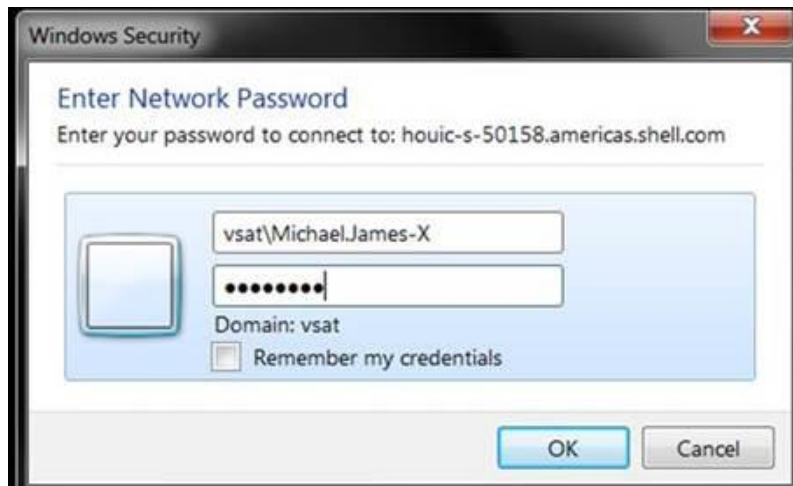 Windows Security
Enter Network Password
Enter your password to connect to: houic-s-50158.americas.shell.com
vsat\Michael.James-X
●●●●●●●●●
Domain: vsat
Remember my credentials
OK
Cancel